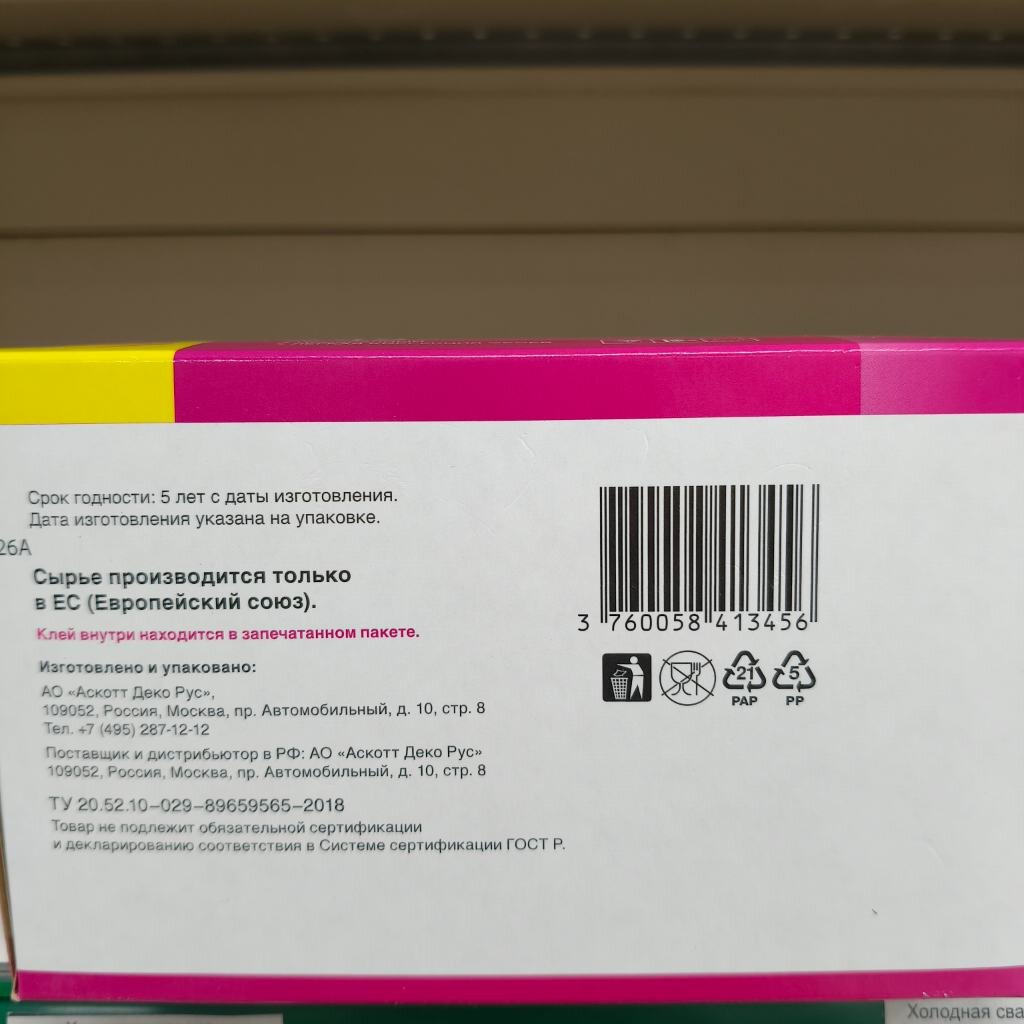 Срок годности: 5 лет с даты изготовления.
Дата изготовления указана на упаковке.
26A
Сырье производится только
в ЕС (Европейский союз).
Клей внутри находится в запечатанном пакете.
Изготовлено и упаковано:
АО «Аскотт Деко Рус»,
109052, Россия, Москва, пр. Автомобильный, д. 10, стр. 8
Тел. +7 (495) 287-12-12
Поставщик и дистрибьютор в РФ: АО «Аскотт Деко Рус»
109052, Россия, Москва, пр. Автомобильный, д. 10, стр. 8
ТУ 20.52.10–029–89659565–2018
Товар не подлежит обязательной сертификации
и декларированию соответствия в Системе сертификации ГОСТ Р.
3 760058 413456
21 5
PAP PP
Холодная сва